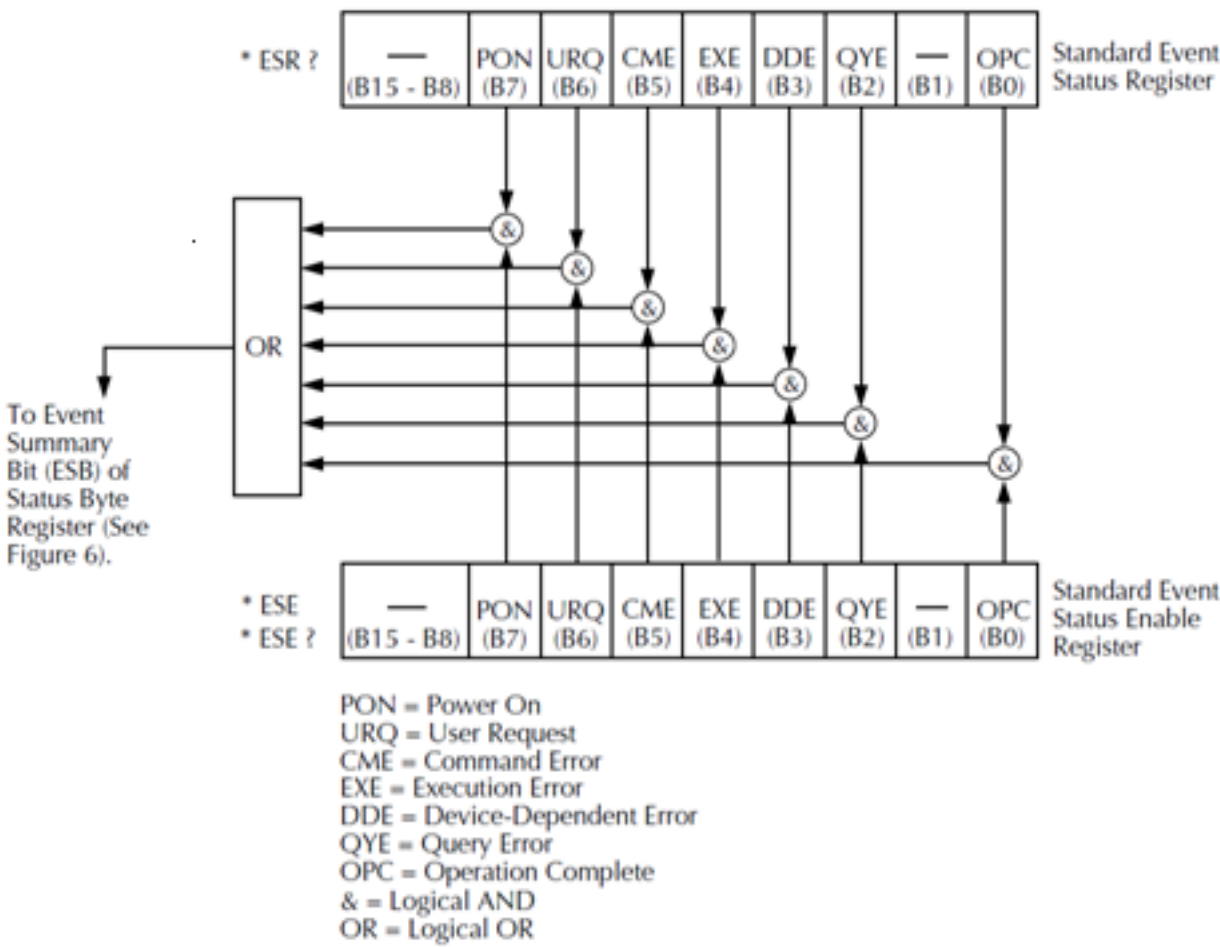 * ESR ?
— PON URQ CME EXE DDE QYE — OPC
(B15 - B8) (B7) (B6) (B5) (B4) (B3) (B2) (B1) (B0)
Standard Event
Status Register
&
&
&
OR
&
&
&
&
To Event
Summary
Bit (ESB) of
Status Byte
Register (See
Figure 6).
* ESE
* ESE ?
— PON URQ CME EXE DDE QYE — OPC
(B15 - B8) (B7) (B6) (B5) (B4) (B3) (B2) (B1) (B0)
Standard Event
Status Enable
Register
PON = Power On
URQ = User Request
CME = Command Error
EXE = Execution Error
DDE = Device-Dependent Error
QYE = Query Error
OPC = Operation Complete
& = Logical AND
OR = Logical OR